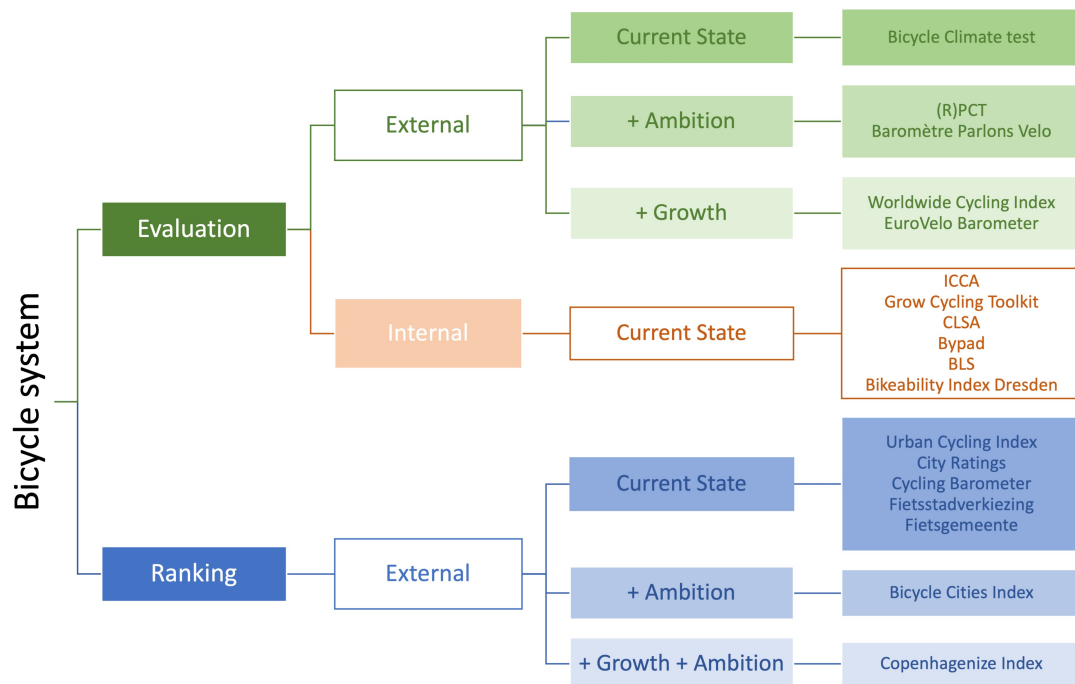 Bicycle system
Evaluation
External
Current State
Bicycle Climate test
+ Ambition
(R)PCT
Baromètre Parlons Velo
+ Growth
Worldwide Cycling Index
EuroVelo Barometer
Internal
Current State
ICCA
Grow Cycling Toolkit
CLSA
Bypad
BLS
Bikeability Index Dresden
Ranking
External
Current State
Urban Cycling Index
City Ratings
Cycling Barometer
Fietsstadverkiezing
Fietsgemeente
+ Ambition
Bicycle Cities Index
+ Growth + Ambition
Copenhagenize Index